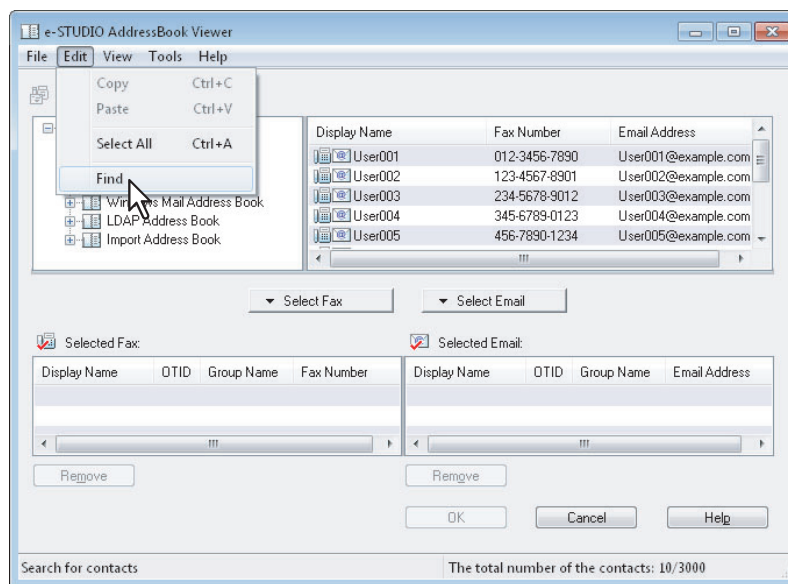 e-STUDIO AddressBook Viewer
File Edit View Tools Help
Copy Ctrl+C
Paste Ctrl+V
Select All Ctrl+A
Find
Mail Address Book
LDAP Address Book
Import Address Book
Display Name Fax Number Email Address
User001 012-3456-7890 User001@example.com
User002 123-4567-8901 User002@example.com
User003 234-5678-9012 User003@example.com
User004 345-6789-0123 User004@example.com
User005 456-7890-1234 User005@example.com
Select Fax Select Email
Selected Fax: Selected Email:
Display Name OTID Group Name Fax Number Display Name OTID Group Name Email Address
Remove Remove
OK Cancel Help
Search for contacts The total number of the contacts: 10/3000